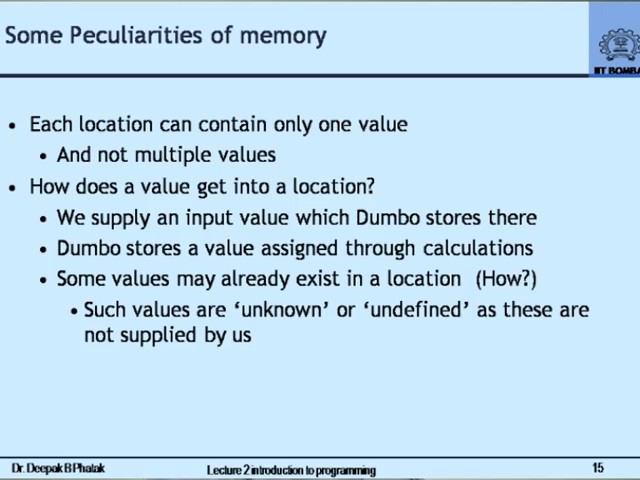 Some Peculiarities of memory
IIT BOMBA
• Each location can contain only one value
• And not multiple values
• How does a value get into a location?
• We supply an input value which Dumbo stores there
• Dumbo stores a value assigned through calculations
• Some values may already exist in a location (How?)
• Such values are ‘unknown’ or ‘undefined’ as these are
not supplied by us
Dr. Deepak B Phatak
Lecture 2 introduction to programming
15